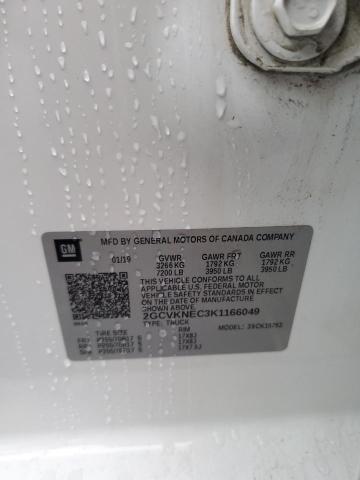 GM
MFD BY GENERAL MOTORS OF CANADA COMPANY
01/19 GVWR GAWR FRT GAWR RR
3266 KG 1792 KG 1792 KG
7200 LB 3950 LB 3950 LB
THIS VEHICLE CONFORMS TO ALL
APPLICABLE U.S. FEDERAL MOTOR
VEHICLE SAFETY STANDARDS IN
EFFECT ON THE DATE OF
MANUFACTURE SHOWN ABOVE.
2GCVKNEC3K1166049
TYPE: TRUCK MODEL:
TIRE SIZE RIM
17X8J
17X8J